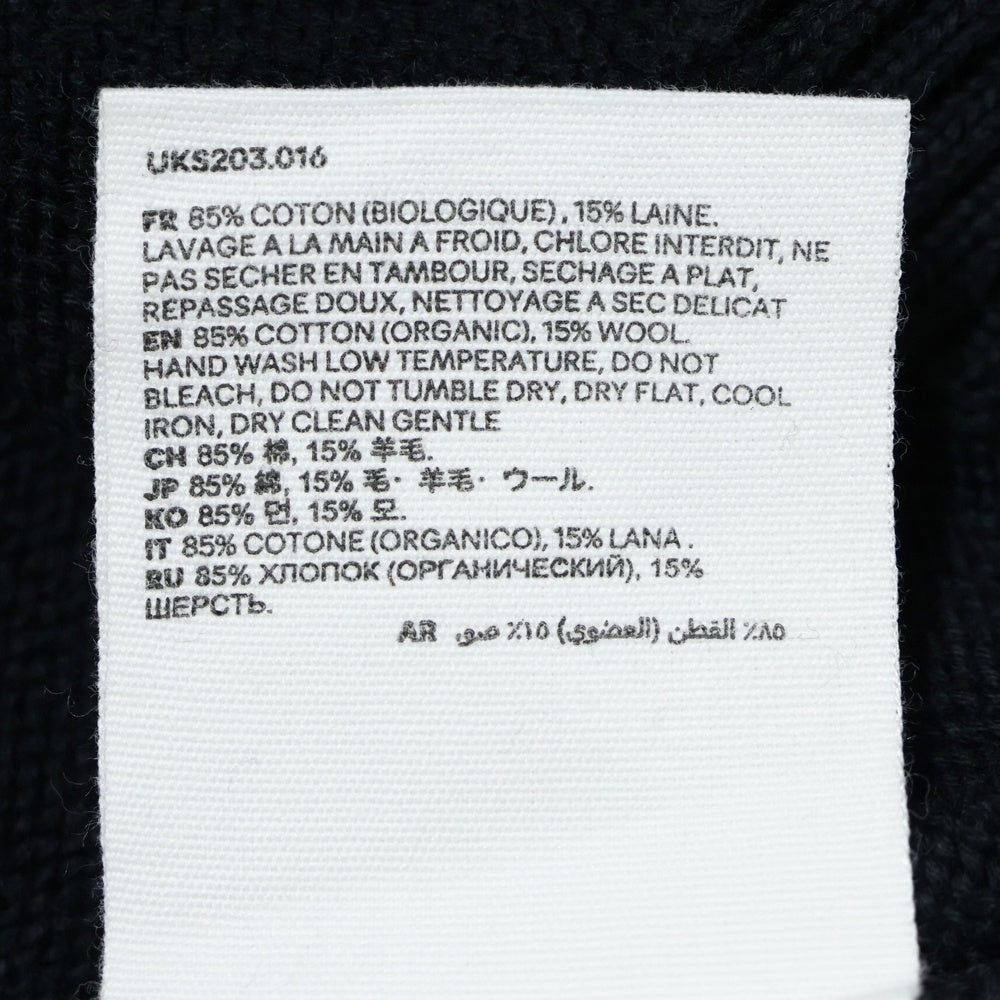 UKS203.016
FR 85% COTON (BIOLOGIQUE), 15% LAINE.
LAVAGE A LA MAIN A FROID, CHLORE INTERDIT, NE
PAS SECHER EN TAMBOUR, SECHAGE A PLAT,
REPASSAGE DOUX, NETTOYAGE A SEC DELICAT
EN 85% COTTON (ORGANIC), 15% WOOL.
HAND WASH LOW TEMPERATURE, DO NOT
BLEACH, DO NOT TUMBLE DRY, DRY FLAT, COOL
IRON, DRY CLEAN GENTLE
CH 85% 棉, 15% 羊毛.
JP 85% 綿, 15% 毛· 羊毛· ウール.
KO 85% 면, 15% 모.
IT 85% COTONE (ORGANICO), 15% LANA .
RU 85% ХЛОПОК (ОРГАНИЧЕСКИЙ), 15%
ШЕРСТЬ.
٨٥٪ القطن (العضوي) ١٥٪ صو. AR